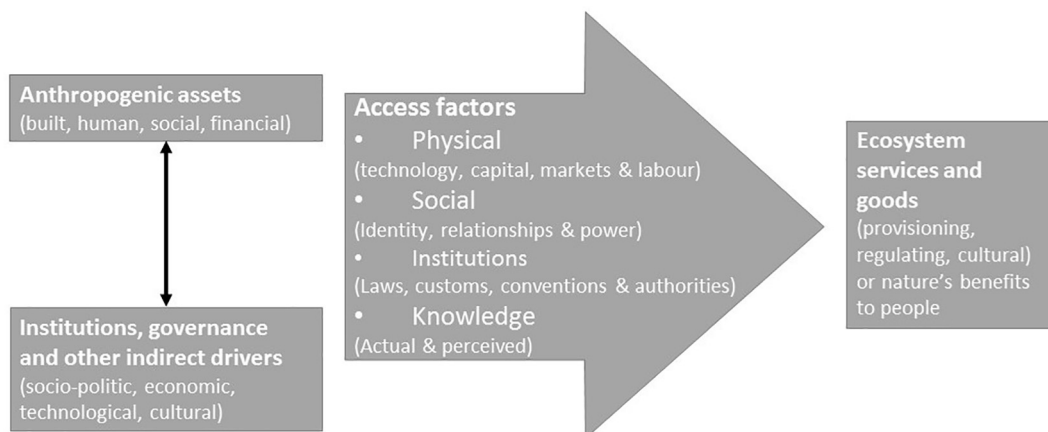 Anthropogenic assets
(built, human, social, financial)
Institutions, governance
and other indirect drivers
(socio-politic, economic,
technological, cultural)
Access factors
• Physical
(technology, capital, markets & labour)
• Social
(Identity, relationships & power)
• Institutions
(Laws, customs, conventions & authorities)
• Knowledge
(Actual & perceived)
Ecosystem
services and
goods
(provisioning,
regulating, cultural)
or nature's benefits
to people